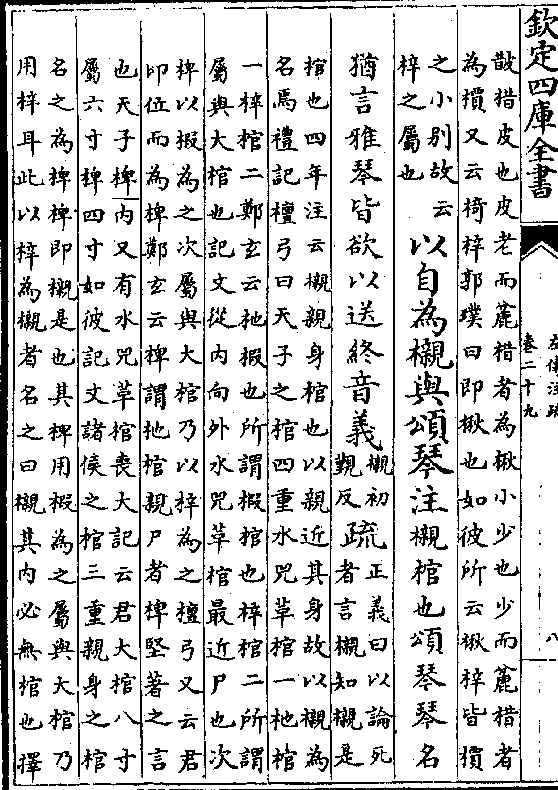 欽定四庫全書
左傳注疏
卷二十九
八
皵棤皮也皮老而麤棤者為楸小少也少而麤棤者
為檟又云椅梓郭璞曰即楸也如彼所云楸梓皆檟
之小别故云
梓之屬也
以自為櫬與頌琴注櫬棺也頌琴琴名
猶言雅琴皆欲以送終音義
櫬初
覲反
疏
正義曰以論死
者言櫬知櫬是
棺也四年注云櫬親身棺也以親近其身故以櫬為
名焉禮記檀弓曰天子之棺四重水兕革棺一杝棺
一梓棺二鄭玄云杝椵也所謂椵棺也梓棺二所謂
屬與大棺也記文從内向外水兕革棺最近尸也次
椑以椵為之次屬與大棺乃以梓為之檀弓又云君
即位而為椑鄭玄云椑謂杝棺親尸者椑堅著之言
也天子椑内又有水兕革棺喪大記云君大棺八寸
屬六寸椑四寸如彼記文諸侯之棺三重親身之棺
名之為椑椑即櫬是也其椑用椵為之屬與大棺乃
用梓耳此以梓為櫬者名之曰櫬其内必無棺也擇